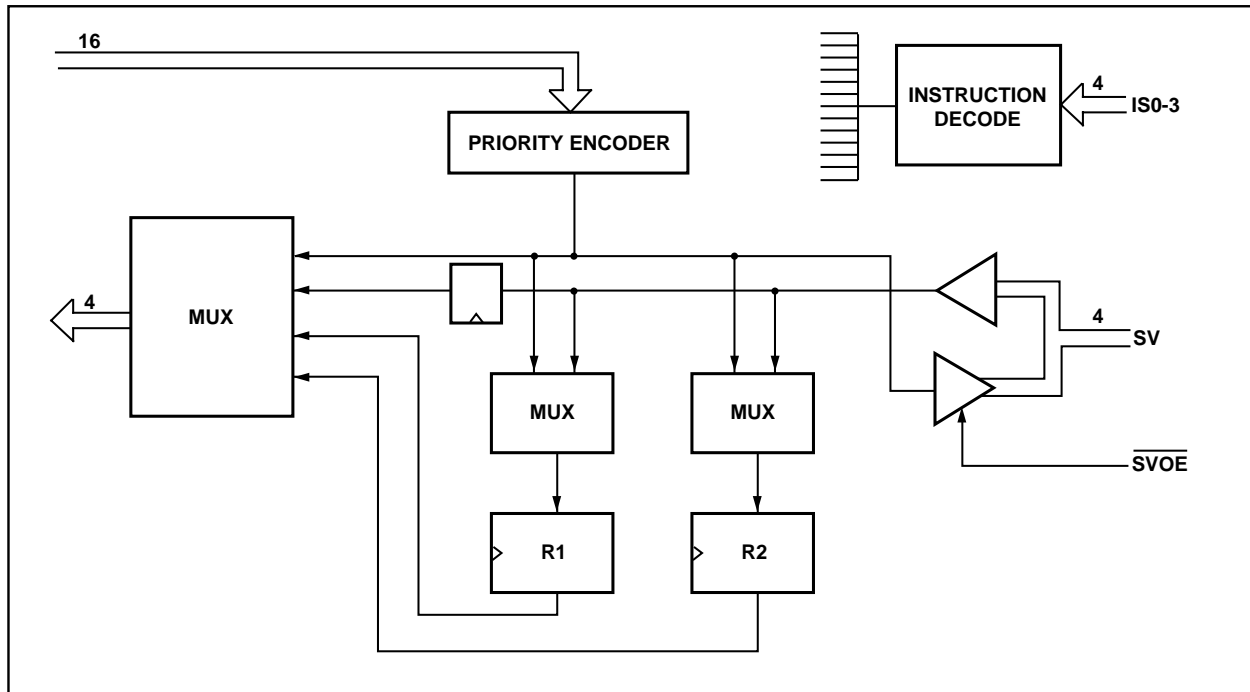 16
PRIORITY ENCODER
INSTRUCTION
DECODE
4
IS0-3
4
MUX
4
SV
MUX
MUX
SVOE
R1
R2